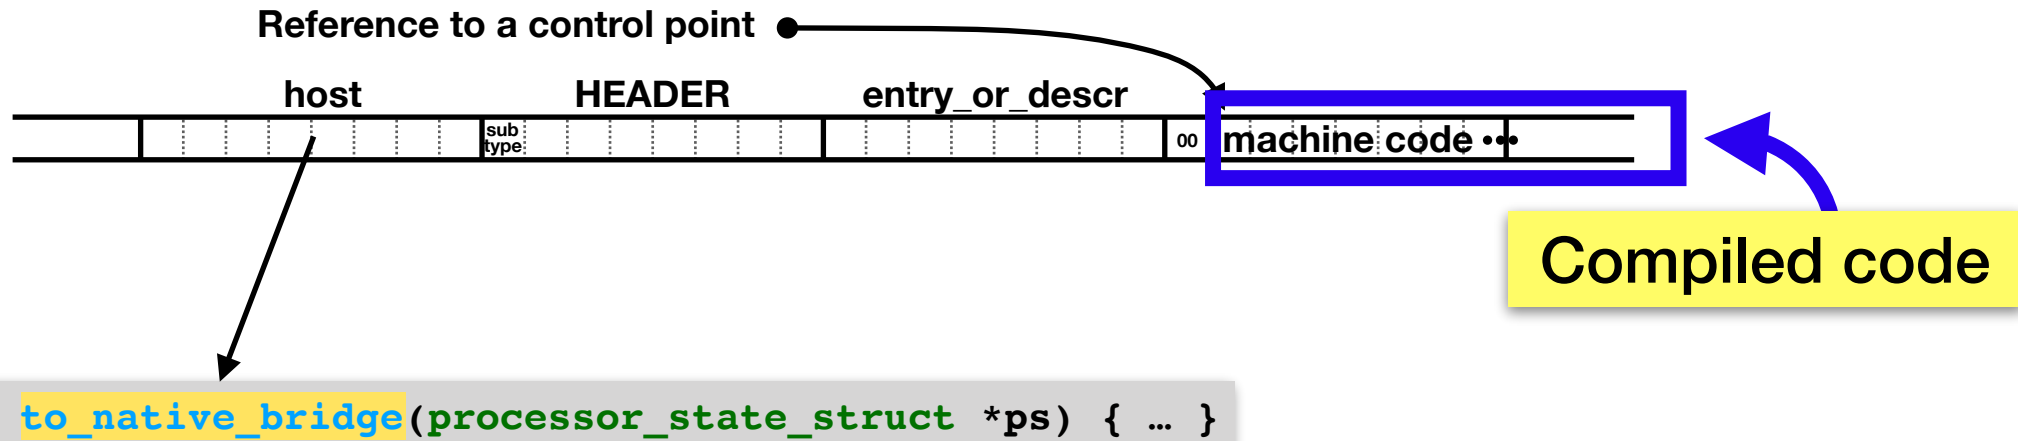 Reference to a control point
host HEADER entry_or_descr
sub type 00 machine code •••
Compiled code
to_native_bridge(processor_state_struct *ps) { … }